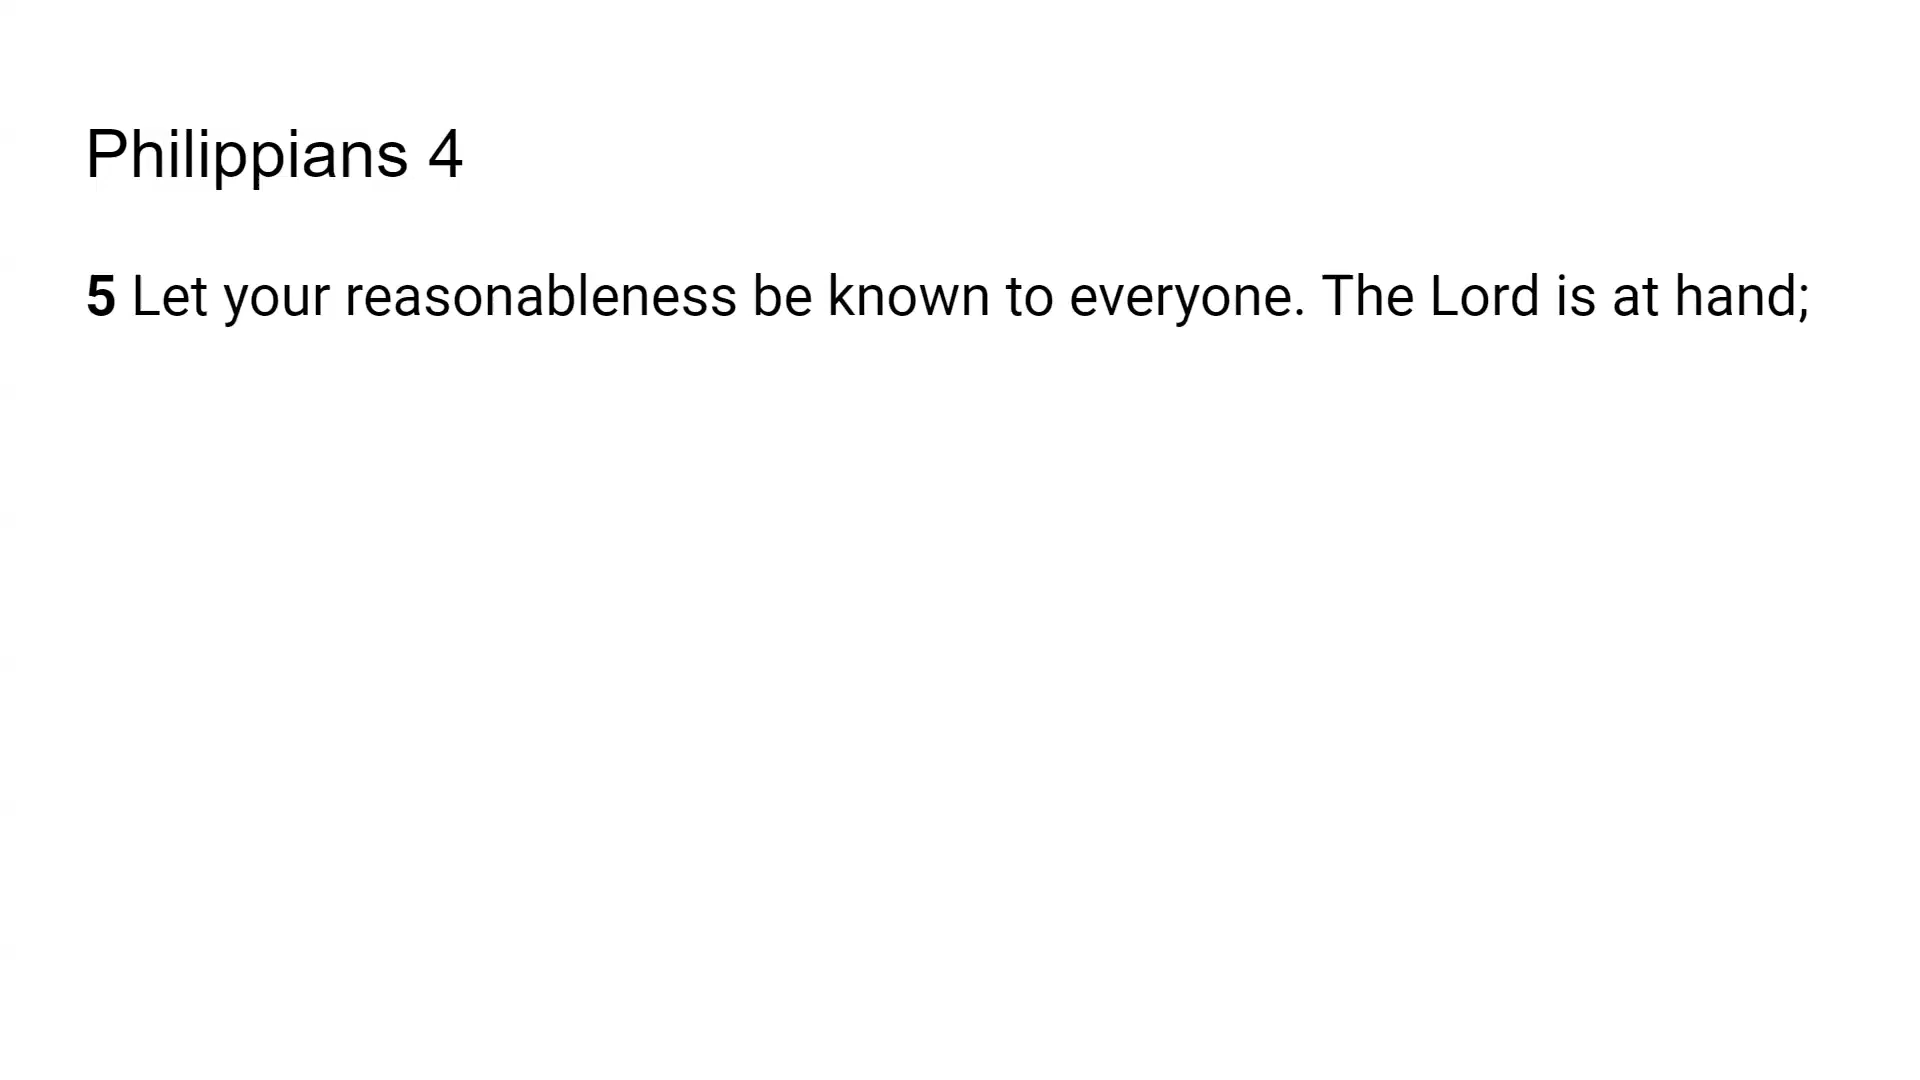 Philippians 4
5 Let your reasonableness be known to everyone. The Lord is at hand;